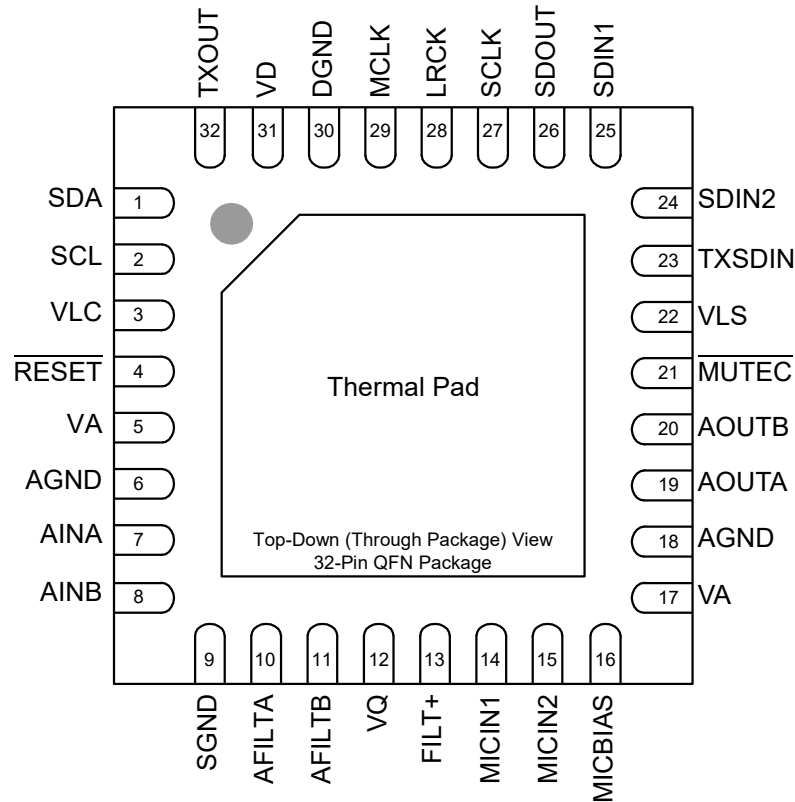 TXOUT
VD
DGND
MCLK
LRCK
SCLK
SDOUT
SDIN1
32
31
30
29
28
27
26
25
SDA 1
SCL 2
VLC 3
RESET 4
VA 5
AGND 6
AINA 7
AINB 8
24 SDIN2
23 TXSDIN
22 VLS
21 MUTEC
20 AOUTB
19 AOUTA
18 AGND
17 VA
Thermal Pad
Top-Down (Through Package) View
32-Pin QFN Package
9
10
11
12
13
14
15
16
SGND
AFILTA
AFILTB
VQ
FILT+
MICIN1
MICIN2
MICBIAS